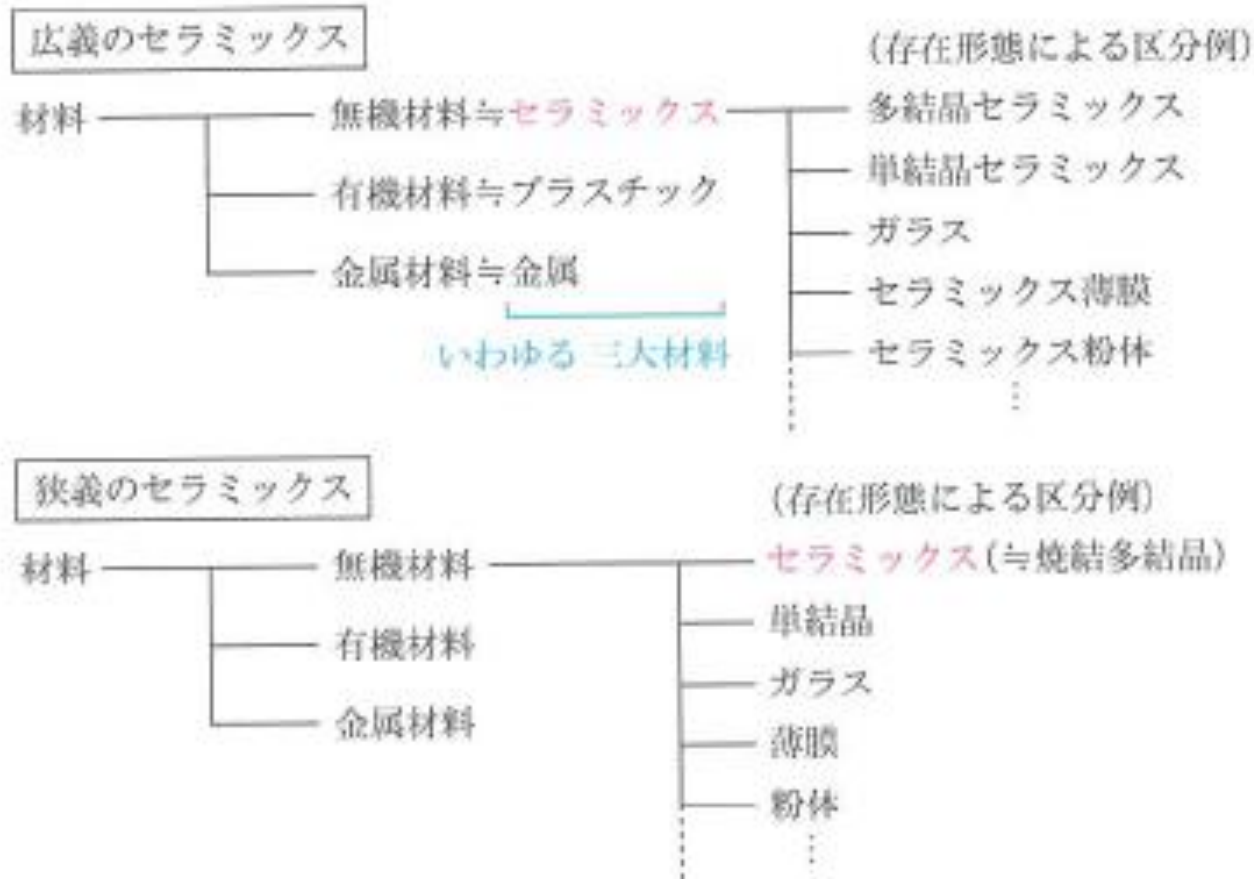 広義のセラミックス
(存在形態による区分例)
材料 無機材料≒セラミックス 多結晶セラミックス
単結晶セラミックス
有機材料≒プラスチック
ガラス
金属材料≒金属
セラミックス薄膜
いわゆる 三大材料
セラミックス粉体
狭義のセラミックス
(存在形態による区分例)
材料 無機材料 セラミックス(≒焼結多結晶)
単結晶
有機材料
ガラス
金属材料
薄膜
粉体